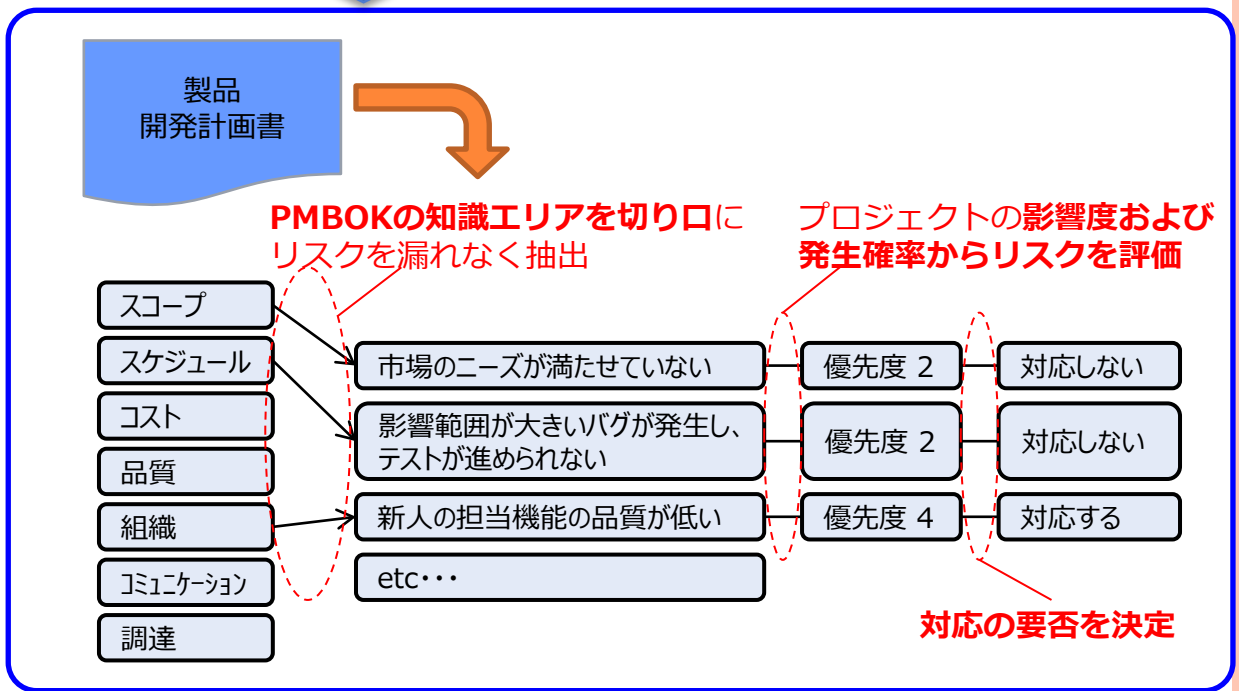 製品
開発計画書
PMBOKの知識エリアを切り口に
リスクを漏れなく抽出
プロジェクトの影響度および
発生確率からリスクを評価
スコープ
スケジュール
コスト
品質
組織
コミュニケーション
調達
市場のニーズが満たせていない
優先度 2
対応しない
影響範囲が大きいバグが発生し、
テストが進められない
優先度 2
対応しない
新人の担当機能の品質が低い
優先度 4
対応する
etc・・・
対応の要否を決定